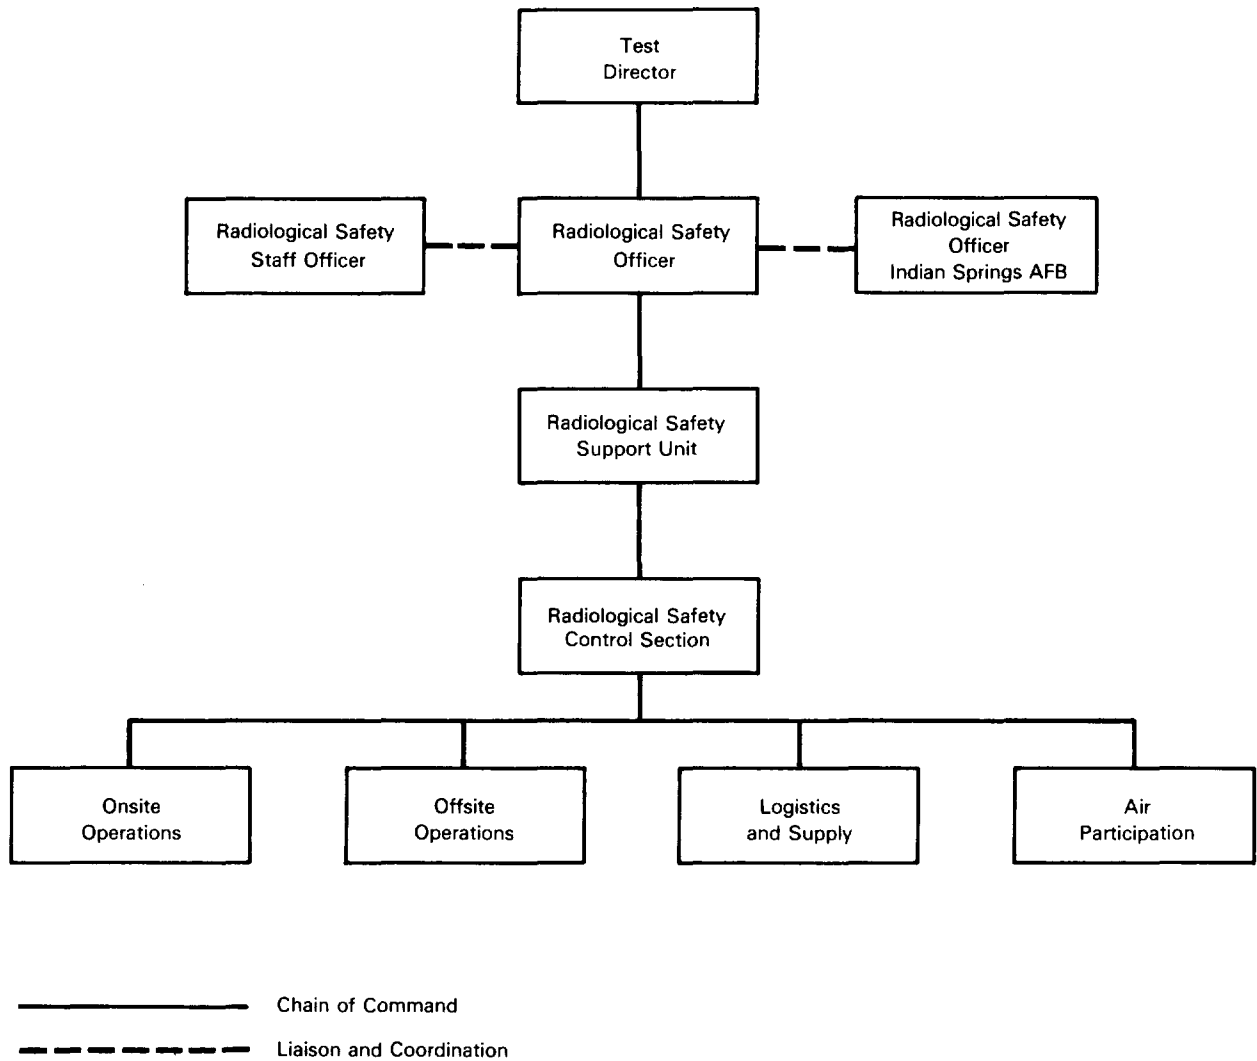 Test
Director
Radiological Safety
Staff Officer
Radiological Safety
Officer
Radiological Safety
Officer
Indian Springs AFB
Radiological Safety
Support Unit
Radiological Safety
Control Section
Onsite
Operations
Offsite
Operations
Logistics
and Supply
Air
Participation
Chain of Command
Liaison and Coordination